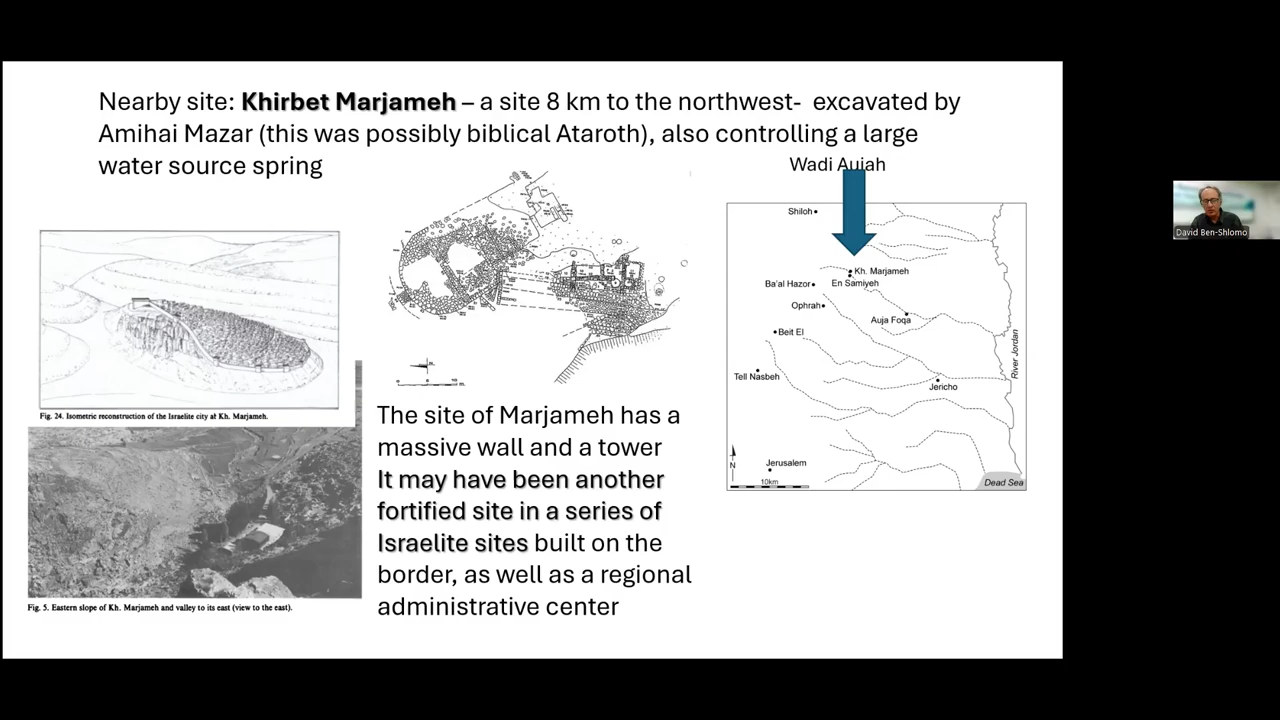 Nearby site: Khirbet Marjameh – a site 8 km to the northwest- excavated by
Amihai Mazar (this was possibly biblical Ataroth), also controlling a large
water source spring
Wadi Aujah
Fig. 24. Isometric reconstruction of the Israelite city at Kh. Marjameh.
Fig. 5. Eastern slope of Kh. Marjameh and valley to its east (view to the east).
The site of Marjameh has a
massive wall and a tower
It may have been another
fortified site in a series of
Israelite sites built on the
border, as well as a regional
administrative center
Shiloh
Kh. Marjameh
Ba'al Hazor
En Samiyeh
Ophrah
Auja Foqa
Beit El
River Jordan
Tell Nasbeh
Jericho
N
Jerusalem
10km
Dead Sea
David Ben-Shlomo